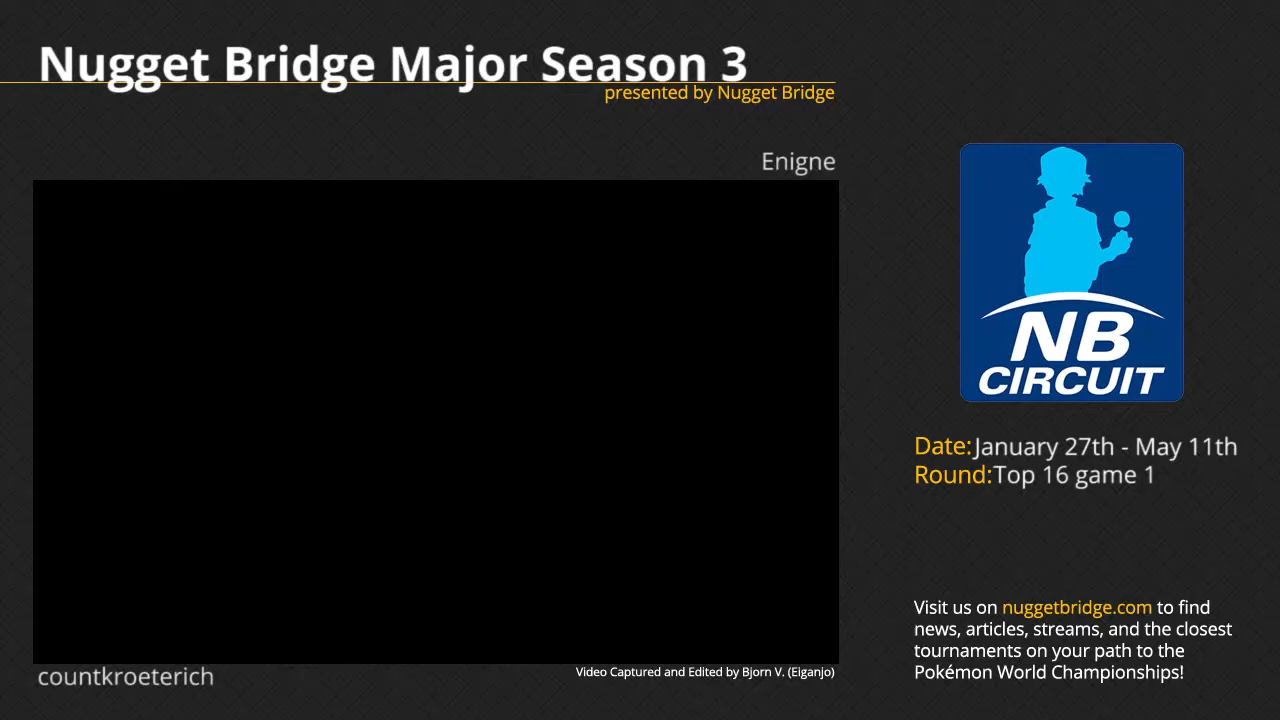 Nugget Bridge Major Season 3
presented by Nugget Bridge
Enigne
NB
CIRCUIT
Date:January 27th - May 11th
Round:Top 16 game 1
Visit us on nuggetbridge.com to find
news, articles, streams, and the closest
tournaments on your path to the
Pokémon World Championships!
countkroeterich
Video Captured and Edited by Bjorn V. (Eiganjo)